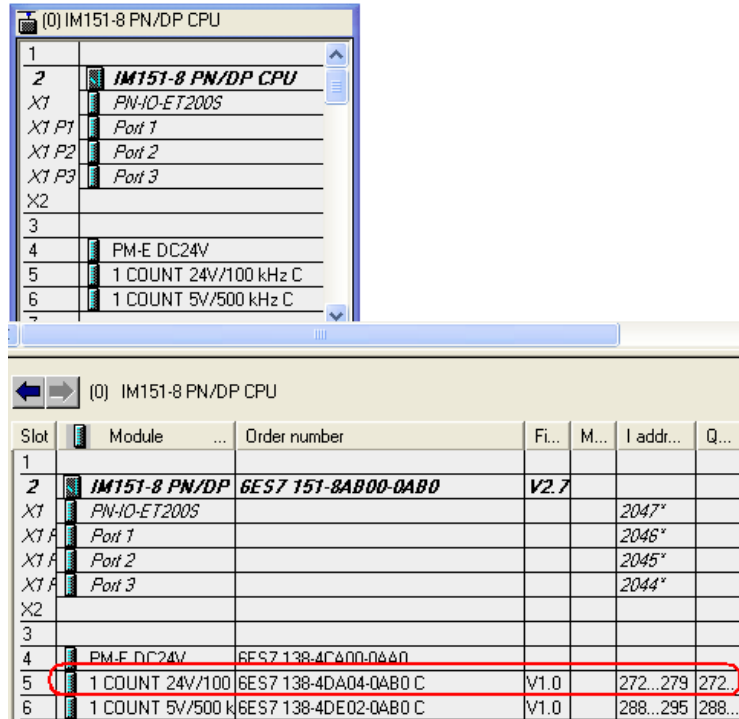 (0) IM151-8 PN/DP CPU
1
2 IM151-8 PN/DP CPU
X1 PN-IO-ET200S
X1 P1 Port 1
X1 P2 Port 2
X1 P3 Port 3
X2
3
4 PM-E DC24V
5 1 COUNT 24V/100 kHz C
6 1 COUNT 5V/500 kHz C
(0) IM151-8 PN/DP CPU
Slot Module ... Order number Fi... M... I addr... Q...
1
2 IM151-8 PN/DP 6ES7 151-8AB00-0AB0 V2.7
X1 PN-IO-ET200S 2047*
X1 P Port 1 2046*
X1 P Port 2 2045*
X1 P Port 3 2044*
X2
3
4 PM-E DC24V 6ES7 138-4CA00-0AA0
5 1 COUNT 24V/100 6ES7 138-4DA04-0AB0 C V1.0 272...279 272...
6 1 COUNT 5V/500 k 6ES7 138-4DE02-0AB0 C V1.0 288...295 288...